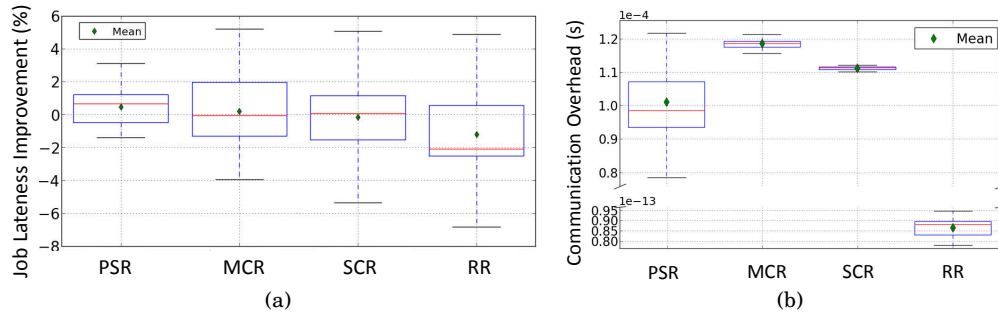 Job Lateness Improvement (%)
6
4
2
0
−2
−4
−6
−8
Mean
PSR
MCR
SCR
RR
(a)
Communication Overhead (s)
1e−4
1.2
1.1
1.0
0.8
1e−13
0.95
0.90
0.85
0.80
Mean
PSR
MCR
SCR
RR
(b)